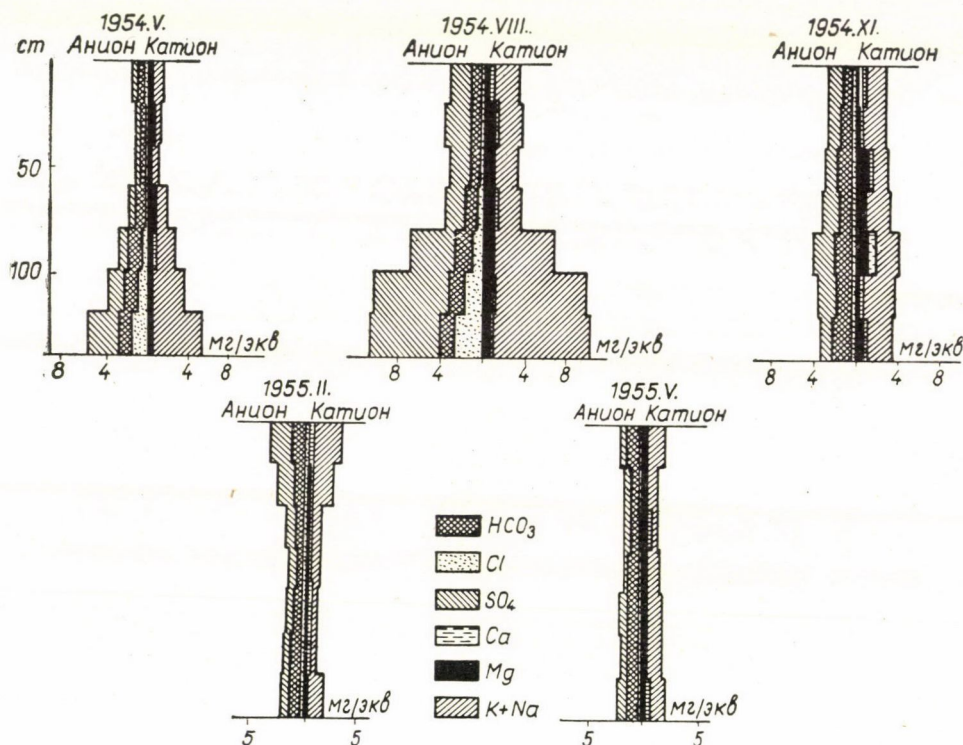 1954.V.
Анион Катион
cm
50
100
мг/экв
8 4 4 8
1954.VIII..
Анион Катион
мг/экв
8 4 4 8
1954.XI.
Анион Катион
мг/экв
8 4 4 8
1955.II.
Анион Катион
мг/экв
5 5
1955.V.
Анион Катион
мг/экв
5 5
HCO₃
Cl
SO₄
Ca
Mg
K+Na